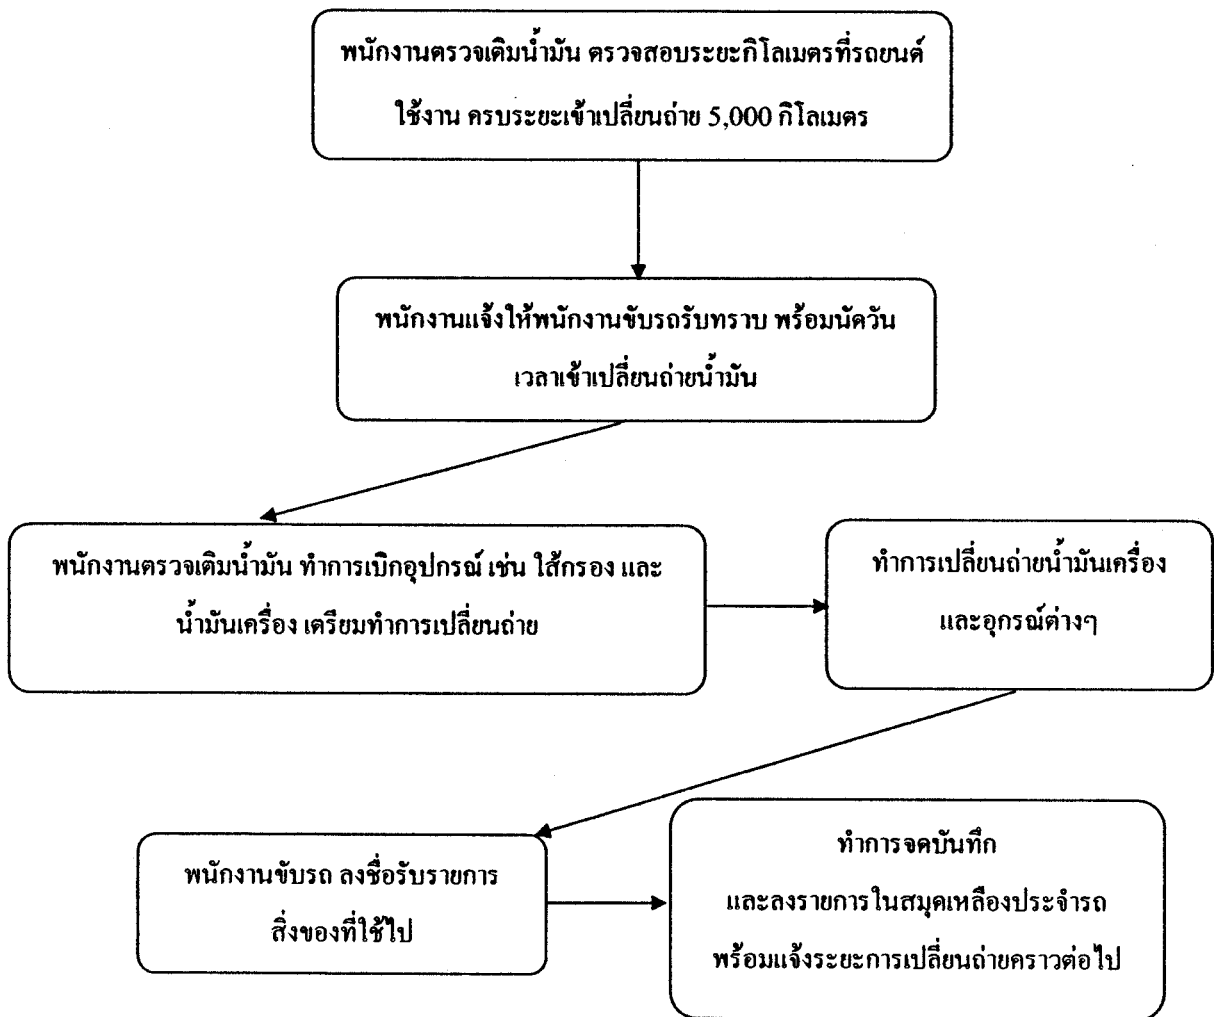 พนักงานตรวจเติมน้ำมัน ตรวจสอบระยะกิโลเมตรที่รถยนต์
ใช้งาน ครบระยะเข้าเปลี่ยนถ่าย 5,000 กิโลเมตร
พนักงานแจ้งให้พนักงานขับรถรับทราบ พร้อมนัดวัน
เวลาเข้าเปลี่ยนถ่ายน้ำมัน
พนักงานตรวจเติมน้ำมัน ทำการเบิกอุปกรณ์ เช่น ใส้กรอง และ
น้ำมันเครื่อง เตรียมทำการเปลี่ยนถ่าย
ทำการเปลี่ยนถ่ายน้ำมันเครื่อง
และอุกรณ์ต่างๆ
พนักงานขับรถ ลงชื่อรับรายการ
สิ่งของที่ใช้ไป
ทำการจดบันทึก
และลงรายการในสมุดเหลืองประจำรถ
พร้อมแจ้งระยะการเปลี่ยนถ่ายคราวต่อไป